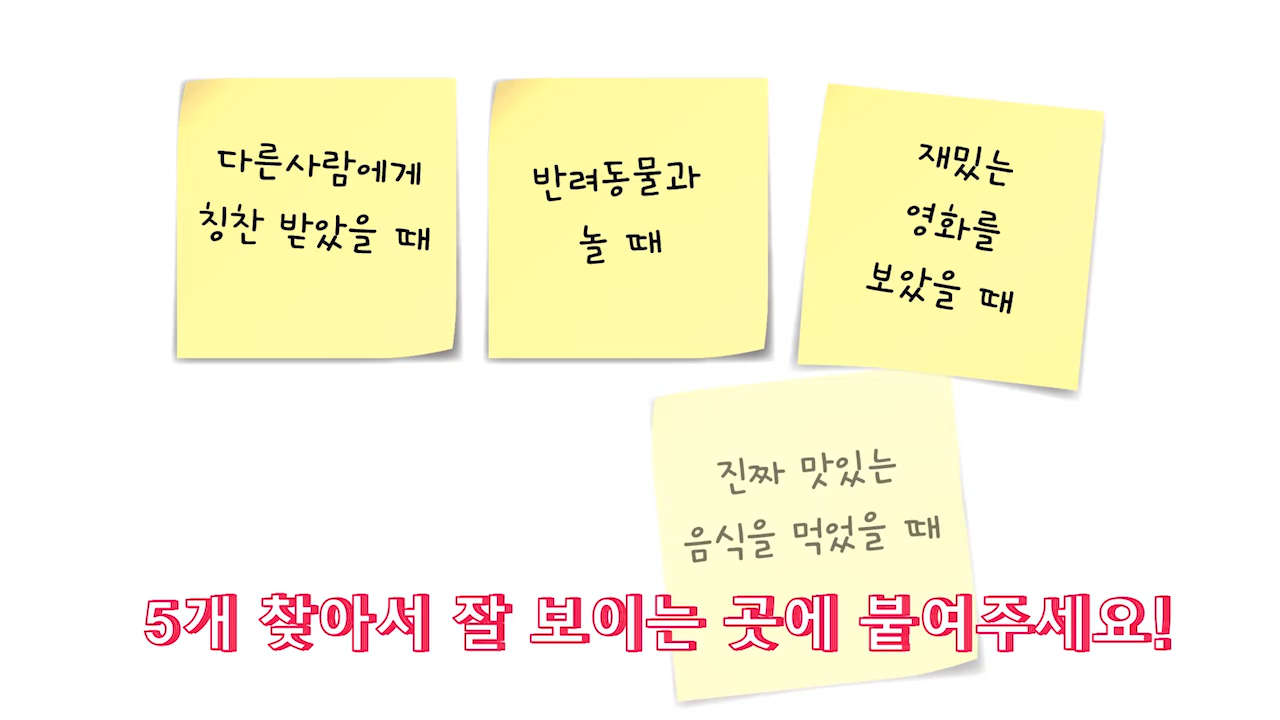 다른사람에게
칭찬 받았을 때
반려동물과
놀 때
재밌는
영화를
보았을 때
진짜 맛있는
음식을 먹었을 때
5개 찾아서 잘 보이는 곳에 붙여주세요!